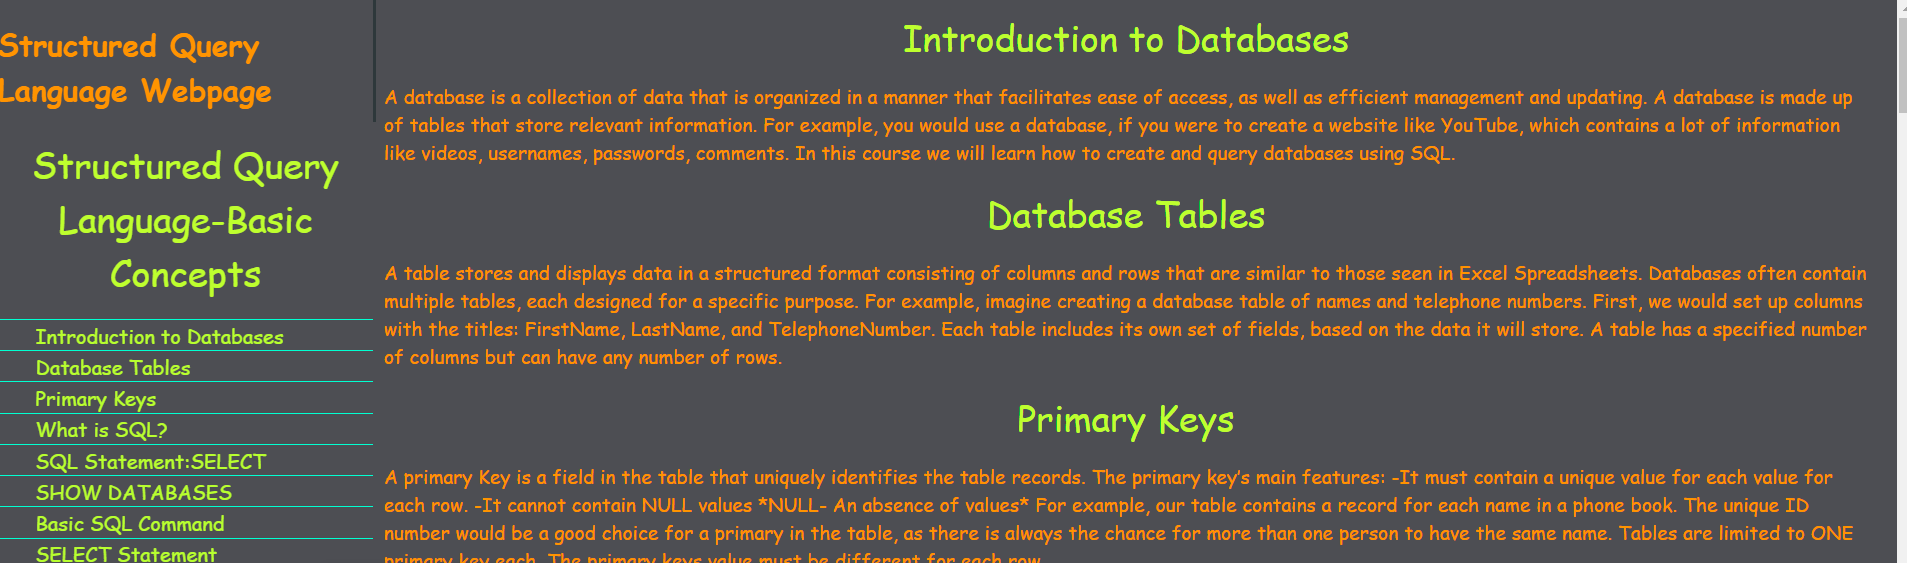 Structured Query
Language Webpage
Structured Query
Language-Basic
Concepts
Introduction to Databases
Database Tables
Primary Keys
What is SQL?
SQL Statement:SELECT
SHOW DATABASES
Basic SQL Command
SELECT Statement
Introduction to Databases
A database is a collection of data that is organized in a manner that facilitates ease of access, as well as efficient management and updating. A database is made up
of tables that store relevant information. For example, you would use a database, if you were to create a website like YouTube, which contains a lot of information
like videos, usernames, passwords, comments. In this course we will learn how to create and query databases using SQL.
Database Tables
A table stores and displays data in a structured format consisting of columns and rows that are similar to those seen in Excel Spreadsheets. Databases often contain
multiple tables, each designed for a specific purpose. For example, imagine creating a database table of names and telephone numbers. First, we would set up columns
with the titles: FirstName, LastName, and TelephoneNumber. Each table includes its own set of fields, based on the data it will store. A table has a specified number
of columns but can have any number of rows.
Primary Keys
A primary Key is a field in the table that uniquely identifies the table records. The primary key’s main features: -It must contain a unique value for each value for
each row. -It cannot contain NULL values *NULL- An absence of values* For example, our table contains a record for each name in a phone book. The unique ID
number would be a good choice for a primary in the table, as there is always the chance for more than one person to have the same name. Tables are limited to ONE
primary key each. The primary keys value must be different for each row.